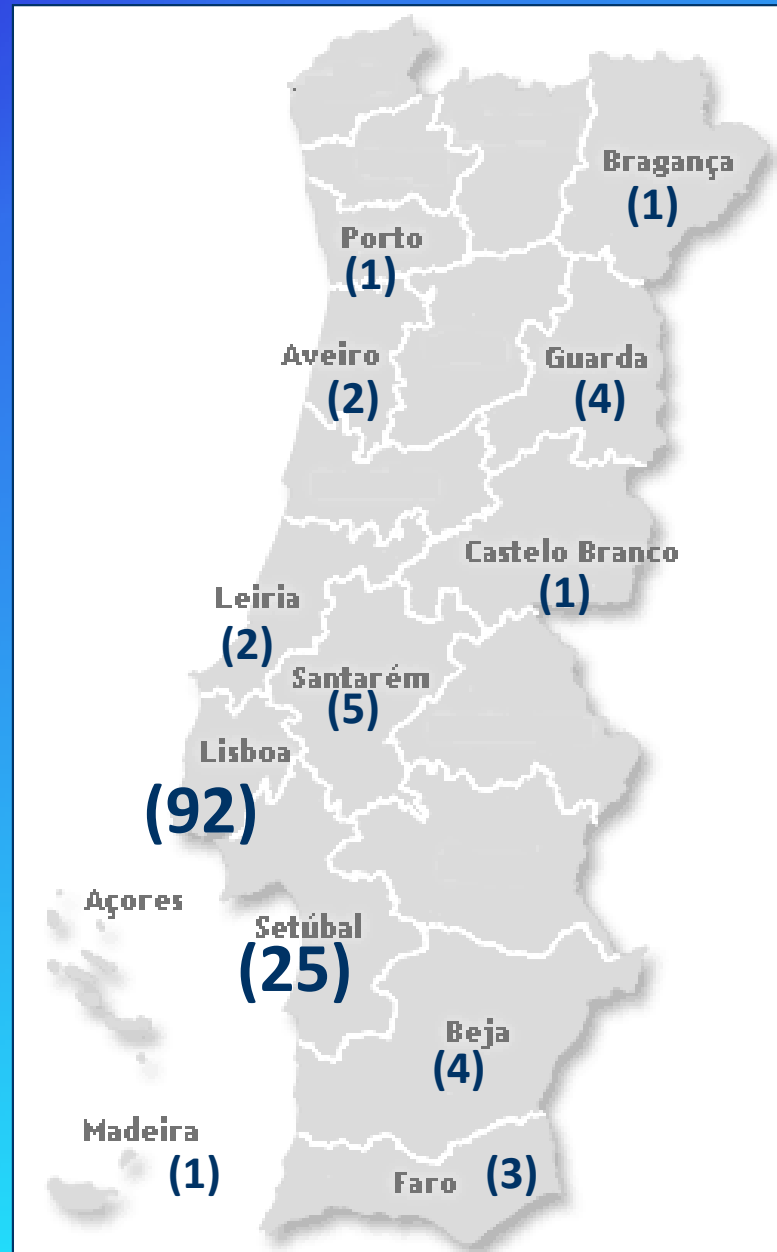 Bragança
(1)
Porto
(1)
Aveiro
(2)
Guarda
(4)
Castelo Branco
(1)
Leiria
(2)
Santarém
(5)
Lisboa
(92)
Açores
Setúbal
(25)
Beja
(4)
Madeira
(1)
Faro (3)